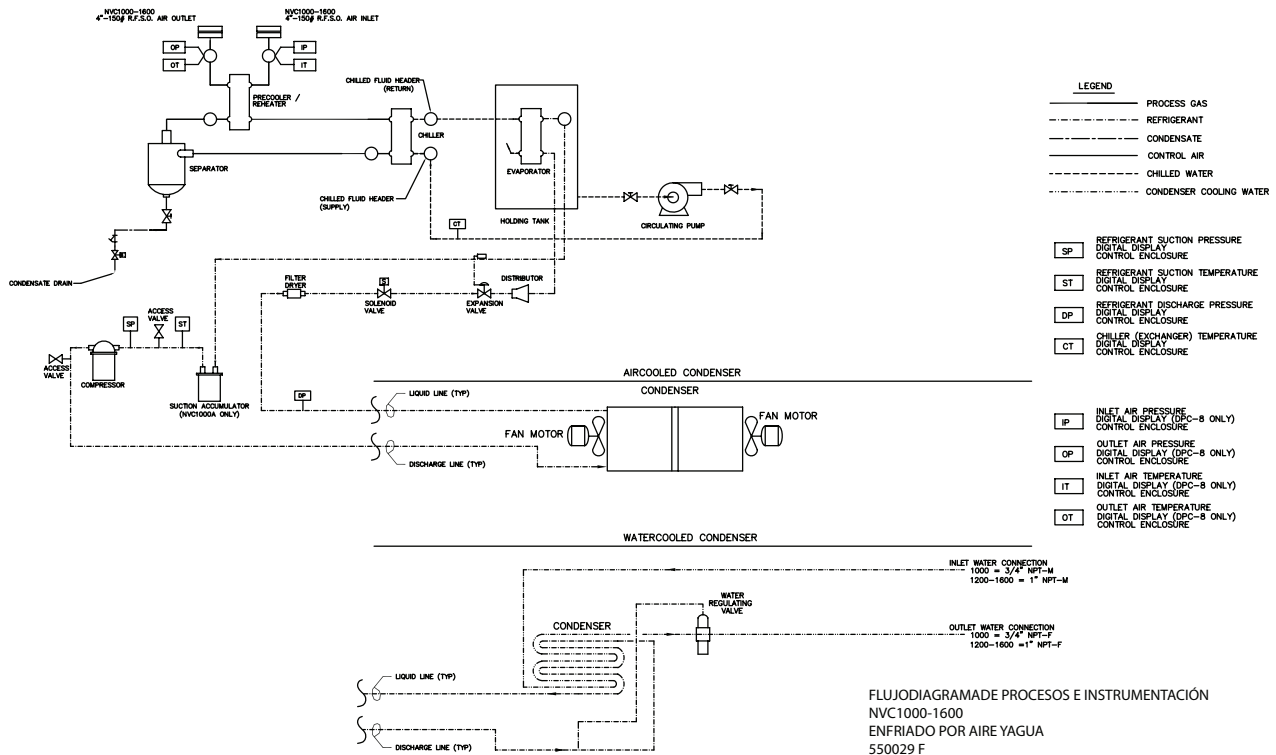 NVC1000-1600
4"-150# R.F.S.O. AIR OUTLET
NVC1000-1600
4"-150# R.F.S.O. AIR INLET
OP
OT
IP
IT
PRECOOLER /
REHEATER
CHILLED FLUID HEADER
(RETURN)
CHILLER
SEPARATOR
CHILLED FLUID HEADER
(SUPPLY)
EVAPORATOR
HOLDING TANK
CIRCULATING PUMP
CT
CONDENSATE DRAIN
FILTER
DRYER
S
SOLENOID
VALVE
EXPANSION
VALVE
DISTRIBUTOR
SP
ACCESS
VALVE
ST
ACCESS
VALVE
COMPRESSOR
SUCTION ACCUMULATOR
(NVC1000A ONLY)
DP
AIRCOOLED CONDENSER
LIQUID LINE (TYP)
CONDENSER
FAN MOTOR
FAN MOTOR
DISCHARGE LINE (TYP)
WATERCOOLED CONDENSER
INLET WATER CONNECTION
1000 = 3/4" NPT-M
1200-1600 = 1" NPT-M
WATER
REGULATING
VALVE
CONDENSER
OUTLET WATER CONNECTION
1000 = 3/4" NPT-F
1200-1600 =1" NPT-F
LIQUID LINE (TYP)
DISCHARGE LINE (TYP)
LEGEND
PROCESS GAS
REFRIGERANT
CONDENSATE
CONTROL AIR
CHILLED WATER
CONDENSER COOLING WATER
SP
REFRIGERANT SUCTION PRESSURE
DIGITAL DISPLAY
CONTROL ENCLOSURE
ST
REFRIGERANT SUCTION TEMPERATURE
DIGITAL DISPLAY
CONTROL ENCLOSURE
DP
REFRIGERANT DISCHARGE PRESSURE
DIGITAL DISPLAY
CONTROL ENCLOSURE
CT
CHILLER (EXCHANGER) TEMPERATURE
DIGITAL DISPLAY
CONTROL ENCLOSURE
IP
INLET AIR PRESSURE
DIGITAL DISPLAY (DPC-8 ONLY)
CONTROL ENCLOSURE
OP
OUTLET AIR PRESSURE
DIGITAL DISPLAY (DPC-8 ONLY)
CONTROL ENCLOSURE
IT
INLET AIR TEMPERATURE
DIGITAL DISPLAY (DPC-8 ONLY)
CONTROL ENCLOSURE
OT
OUTLET AIR TEMPERATURE
DIGITAL DISPLAY (DPC-8 ONLY)
CONTROL ENCLOSURE
FLUJODIAGRAMADE PROCESOS E INSTRUMENTACIÓN
NVC1000-1600
ENFRIADO POR AIRE YAGUA
550029 F